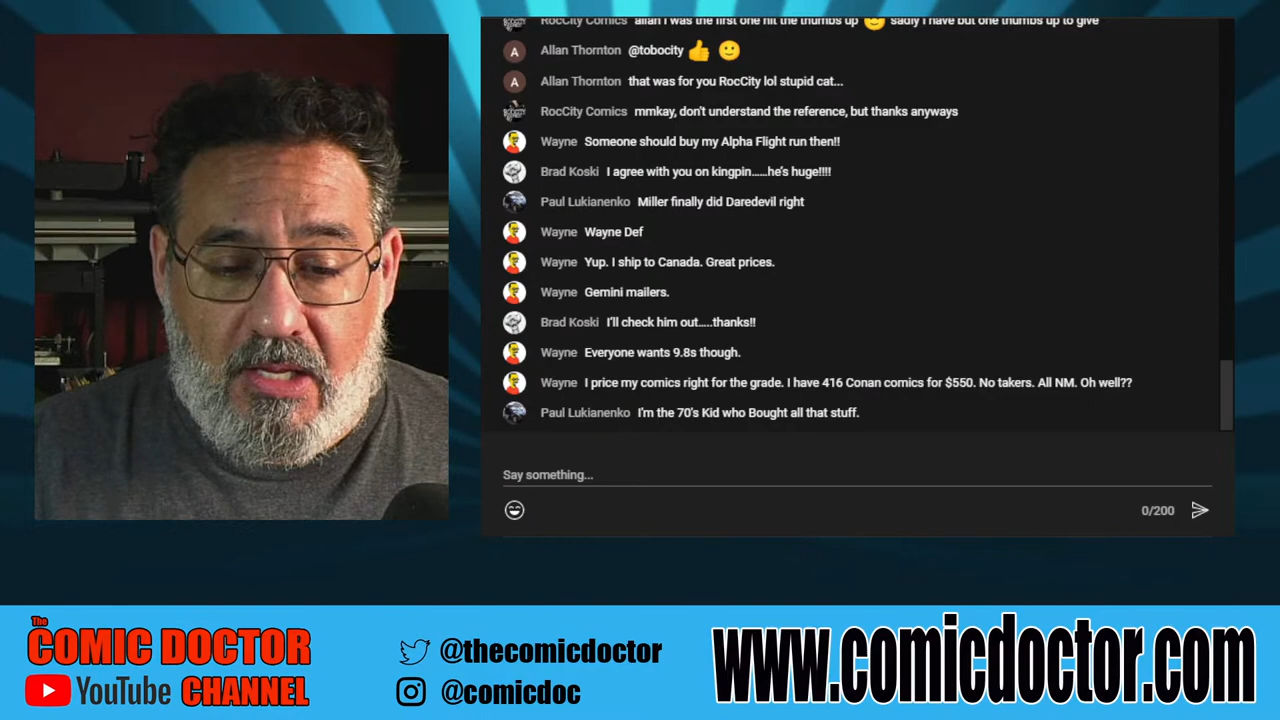 RocCity Comics allan I was the first one hit the thumbs up 🙂 sadly I have but one thumbs up to give
A Allan Thornton @tobocity 👍 🙂
A Allan Thornton that was for you RocCity lol stupid cat...
RocCity Comics mmkay, don't understand the reference, but thanks anyways
Wayne Someone should buy my Alpha Flight run then!!
Brad Koski I agree with you on kingpin......he's huge!!!!
Paul Lukianenko Miller finally did Daredevil right
Wayne Wayne Def
Wayne Yup. I ship to Canada. Great prices.
Wayne Gemini mailers.
Brad Koski I'll check him out.....thanks!!
Wayne Everyone wants 9.8s though.
Wayne I price my comics right for the grade. I have 416 Conan comics for $550. No takers. All NM. Oh well??
Paul Lukianenko I'm the 70's Kid who Bought all that stuff.
Say something...
0/200
The
COMIC DOCTOR
YouTube CHANNEL
@thecomicdoctor
@comicdoc
www.comicdoctor.com